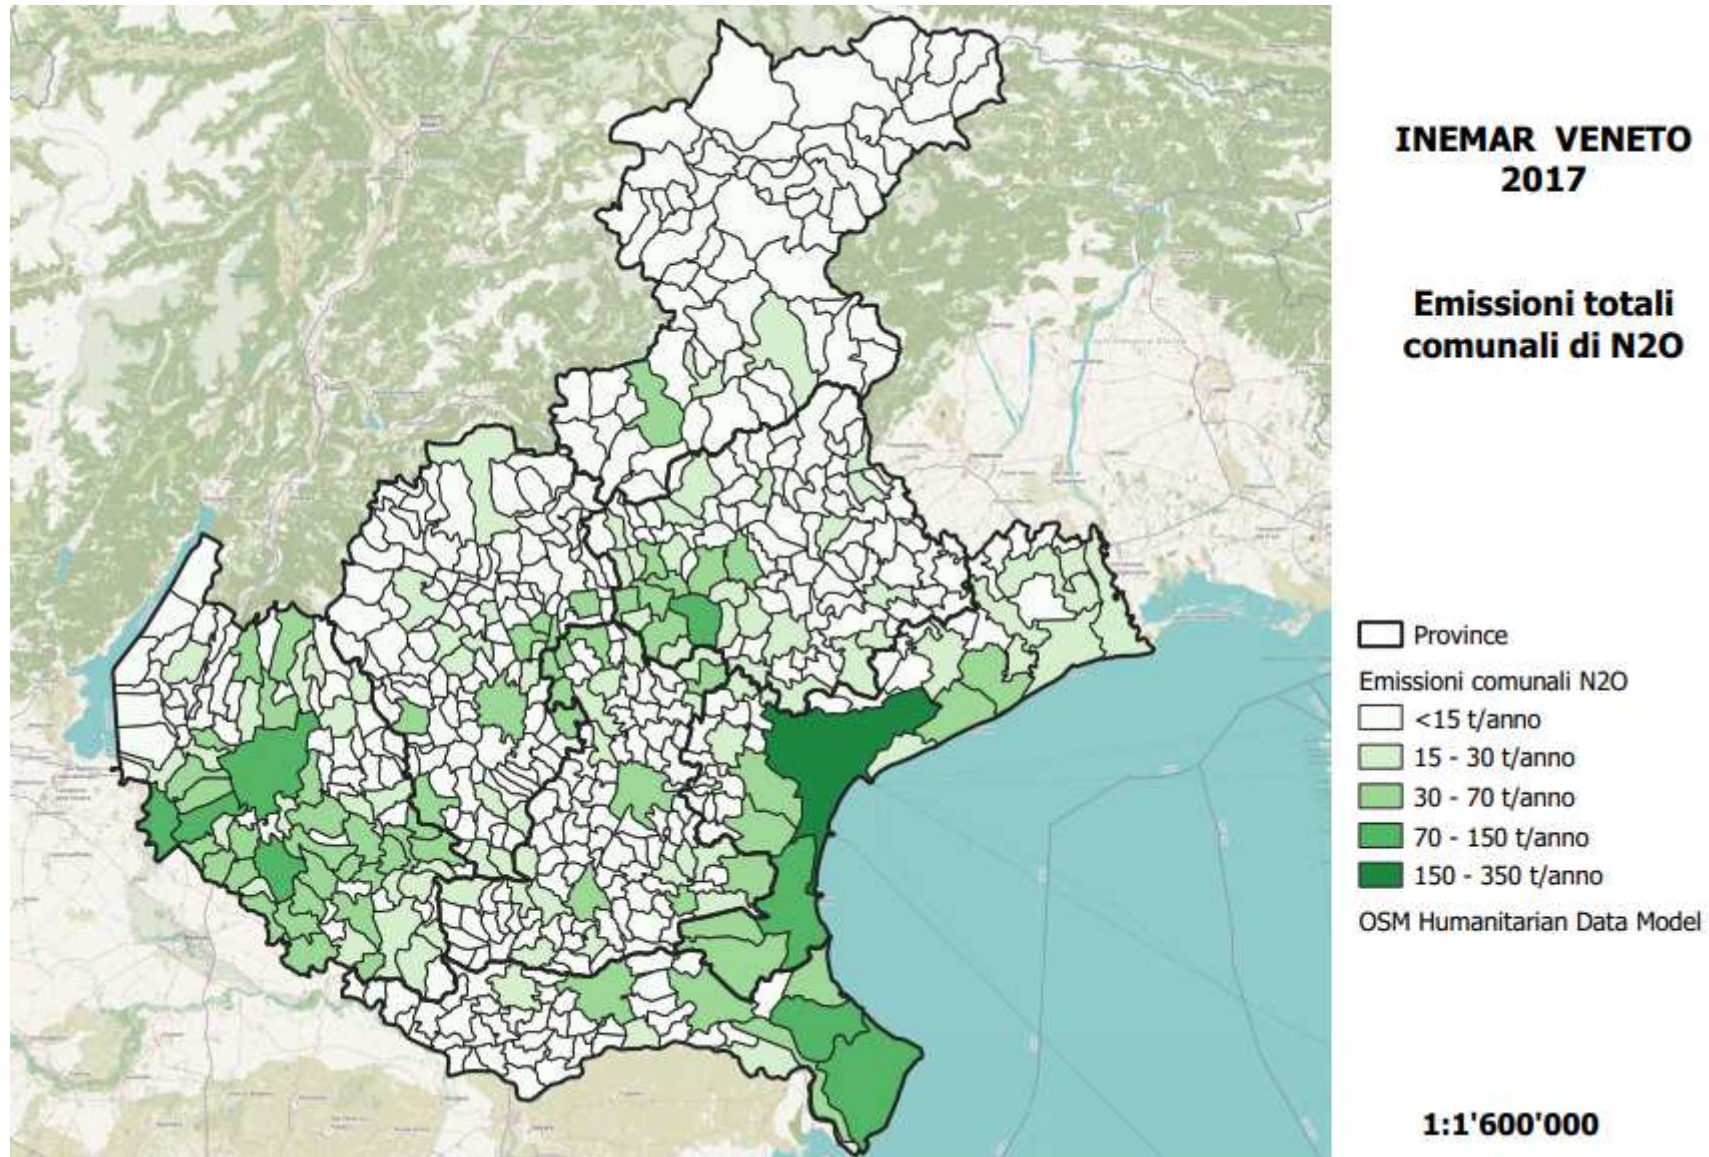 INEMAR VENETO
2017
Emissioni totali
comunali di N2O
Province
Emissioni comunali N2O
<15 t/anno
15 - 30 t/anno
30 - 70 t/anno
70 - 150 t/anno
150 - 350 t/anno
OSM Humanitarian Data Model
1:1'600'000